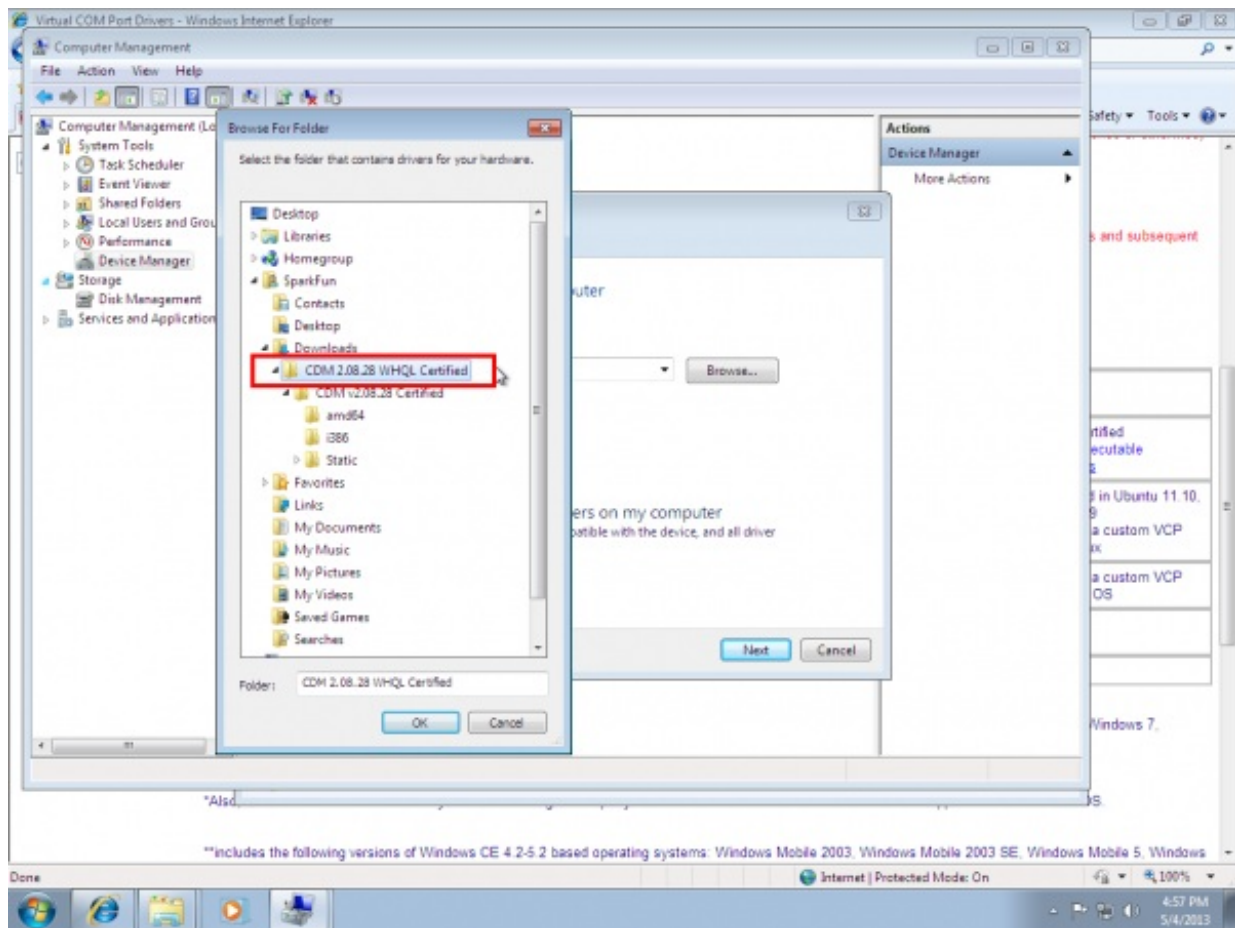 Virtual COM Port Drivers - Windows Internet Explorer
Computer Management
File Action View Help
Safety Tools
Computer Management (Lo
System Tools
Task Scheduler
Event Viewer
Shared Folders
Local Users and Grou
Performance
Device Manager
Storage
Disk Management
Services and Application
Browse For Folder
Select the folder that contains drivers for your hardware.
Desktop
Libraries
Homegroup
SparkFun
Contacts
Desktop
Downloads
CDM 2.08.28 WHQL Certified
CDM v2.08.28 Certified
amd64
i386
Static
Favorites
Links
My Documents
My Music
My Pictures
My Videos
Saved Games
Searches
Folder: CDM 2.08.28 WHQL Certified
OK Cancel
uter
Browse...
ers on my computer
patible with the device, and all driver
Next Cancel
Actions
Device Manager
More Actions
s and subsequent
rtified
ecutable
d in Ubuntu 11.10,
9
a custom VCP
ux
a custom VCP
OS
Windows 7,
*Also,
OS.
**includes the following versions of Windows CE 4.2-5.2 based operating systems: Windows Mobile 2003, Windows Mobile 2003 SE, Windows Mobile 5, Windows
Done
Internet | Protected Mode: On
100%
4:57 PM
5/4/2013